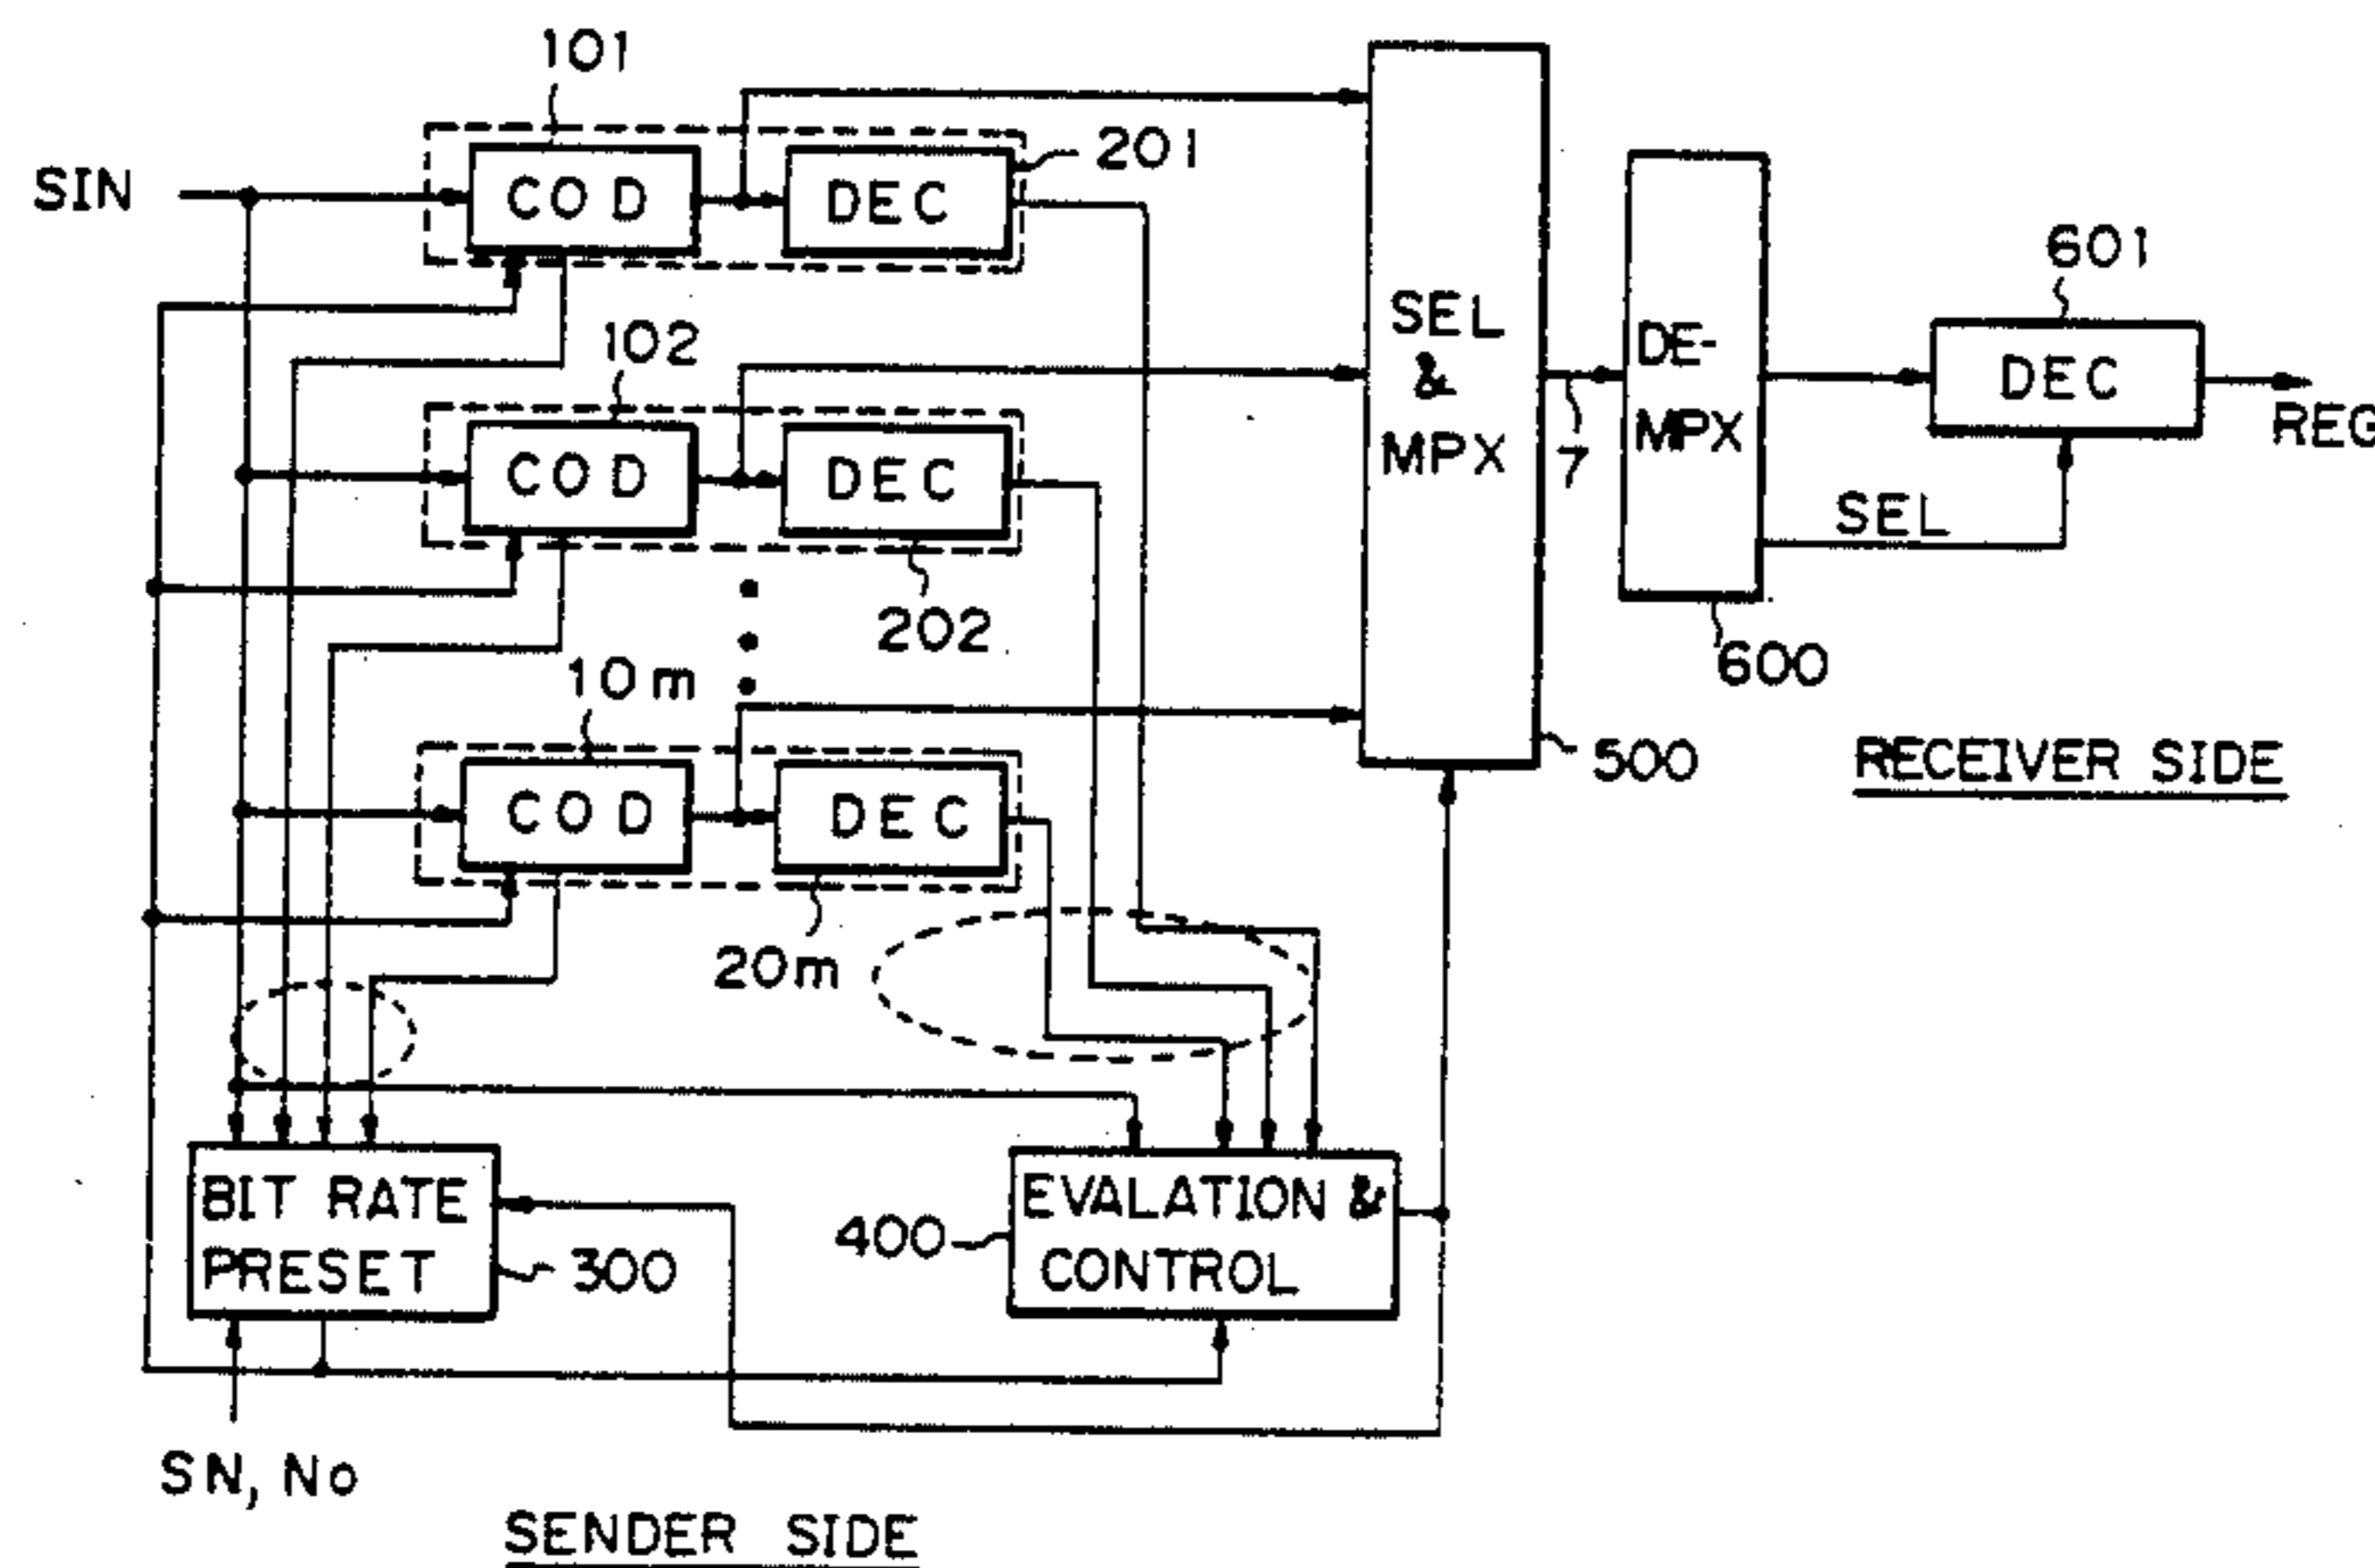 101
201
SIN
COD
DEC
601
SEL
&
MPX
DE-
MPX
DEC
REG
102
COD
DEC
7
SEL
202
600
10m
500
RECEIVER SIDE
COD
DEC
20m
BIT RATE
PRESET
300
400
EVALATION &
CONTROL
SN, No
SENDER SIDE